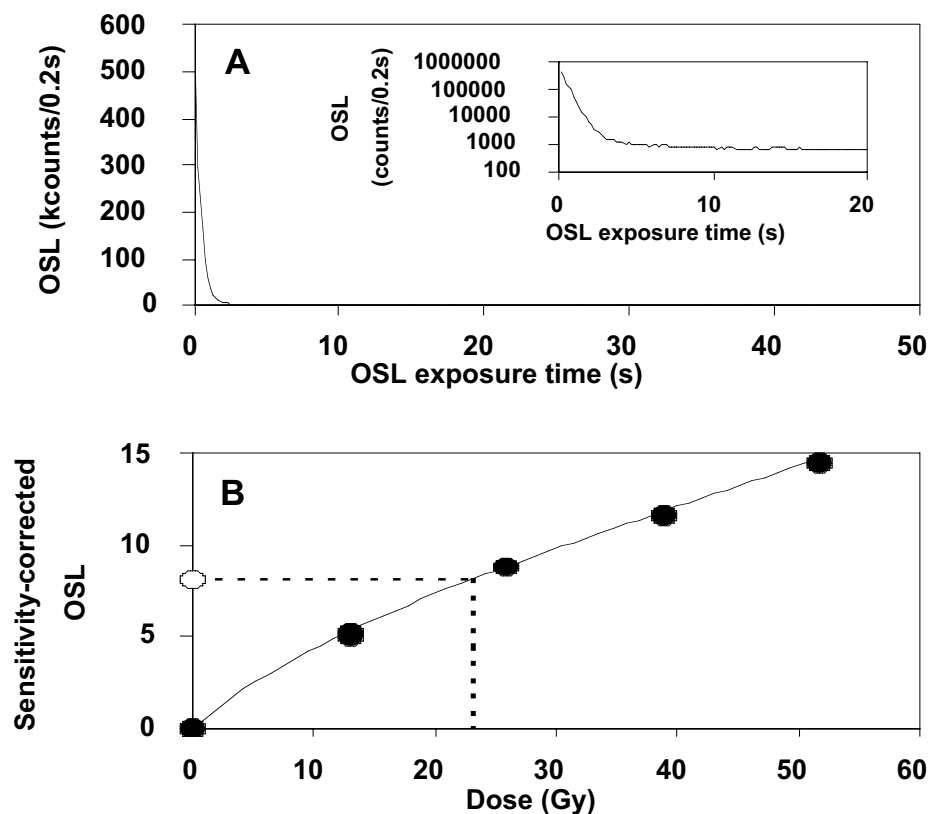 A
OSL (kcounts/0.2s)
600
500
400
300
200
100
0
0 10 20 30 40 50
OSL exposure time (s)
OSL
(counts/0.2s)
1000000
100000
10000
1000
100
0 10 20
OSL exposure time (s)
B
Sensitivity-corrected
OSL
15
10
5
0
0 10 20 30 40 50 60
Dose (Gy)